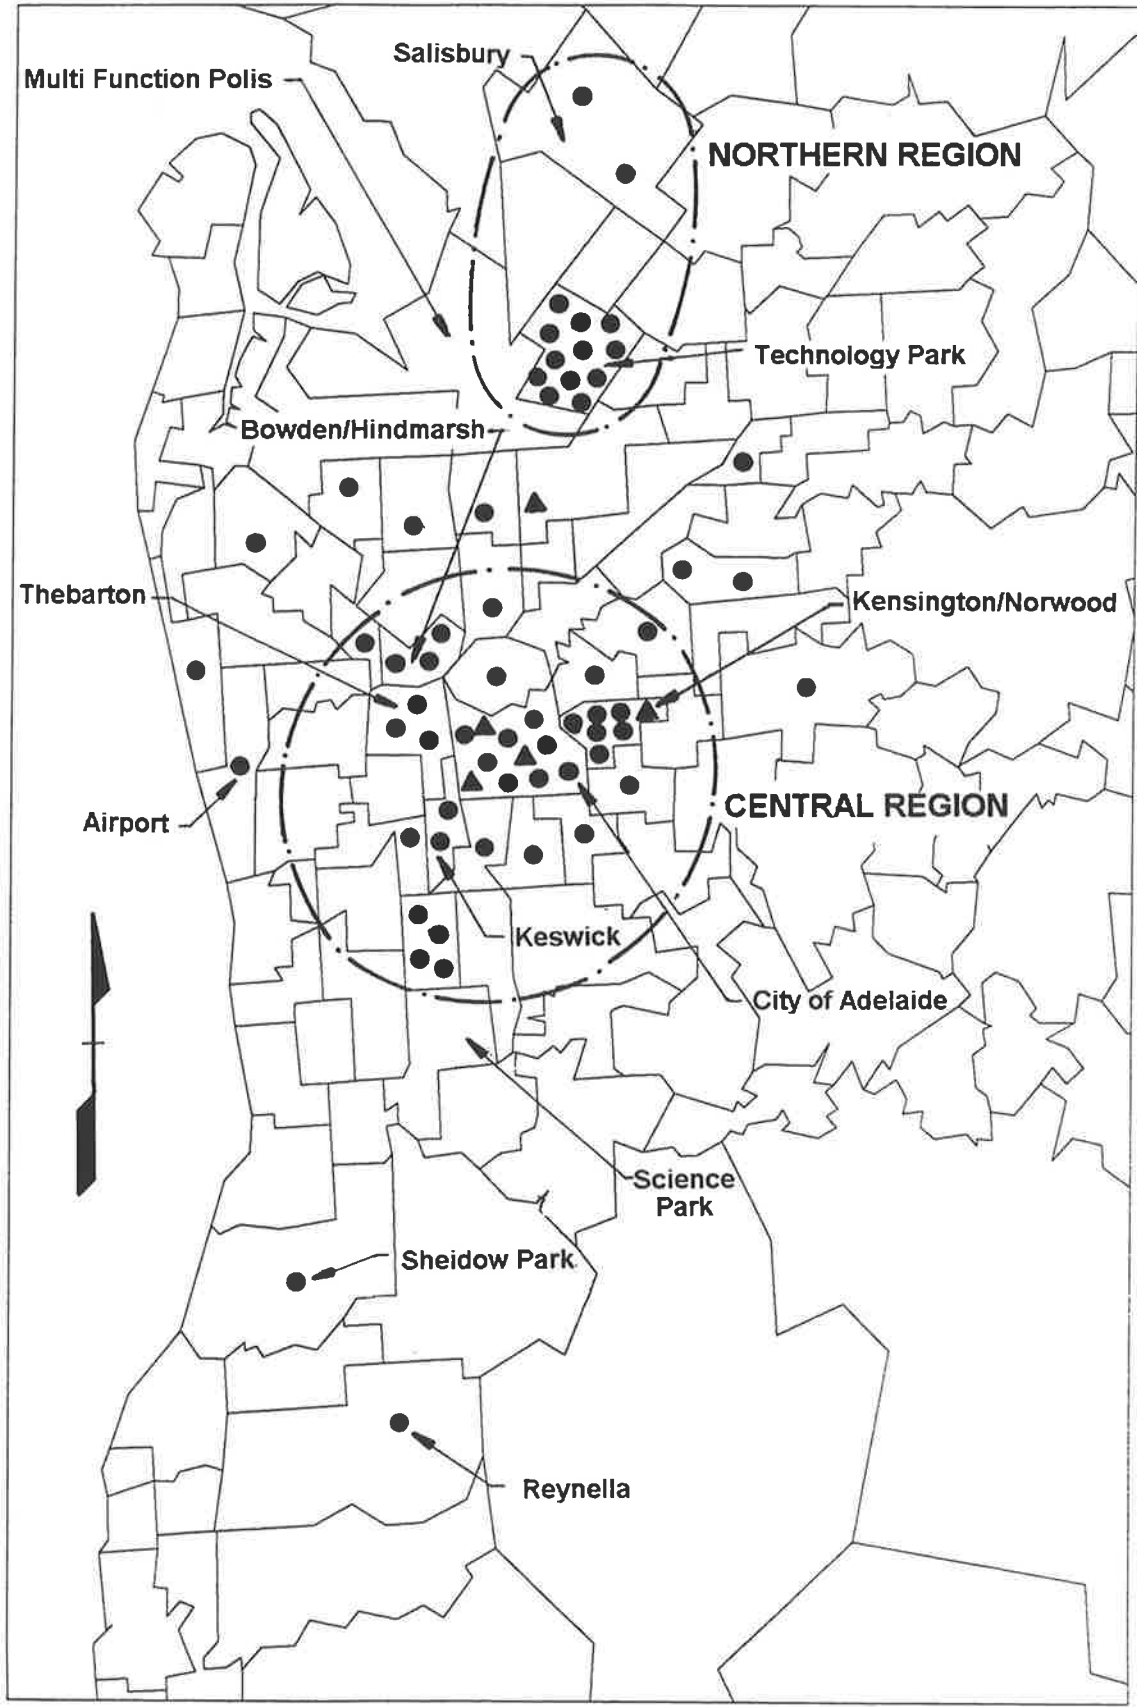 Salisbury
Multi Function Polis
NORTHERN REGION
Technology Park
Bowden/Hindmarsh
Thebarton
Kensington/Norwood
Airport
CENTRAL REGION
Keswick
City of Adelaide
Science
Park
Sheidow Park
Reynella